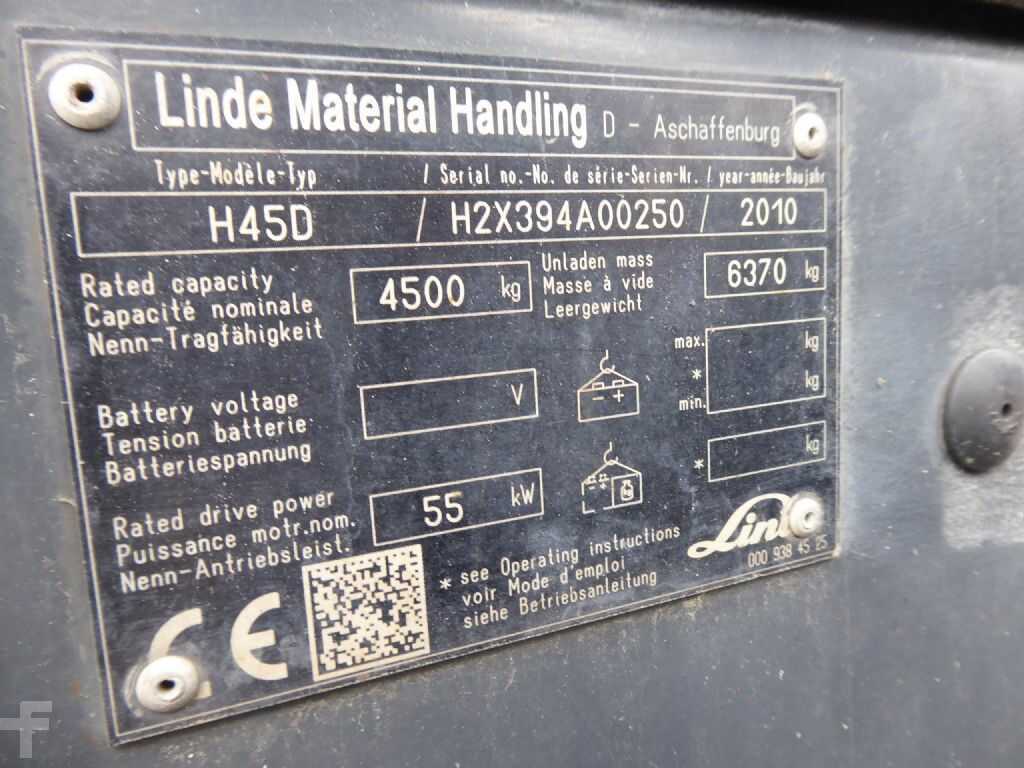 Linde Material Handling D - Aschaffenburg
Type-Modèle-Typ / Serial no.-No. de série-Serien-Nr. / year-année-Baujahr
H45D / H2X394A00250 / 2010
Rated capacity
Capacité nominale
Nenn-Tragfähigkeit
4500 kg
Unladen mass
Masse à vide
Leergewicht
6370 kg
Battery voltage
Tension batterie
Batteriespannung
V
- +
max. kg
* kg
min.
* kg
Rated drive power
Puissance motr.nom.
Nenn-Antriebsleist.
55 kW
- + kg
* see Operating instructions
voir Mode d'emploi
siehe Betriebsanleitung
Linde
000 938 45 25
CE
F